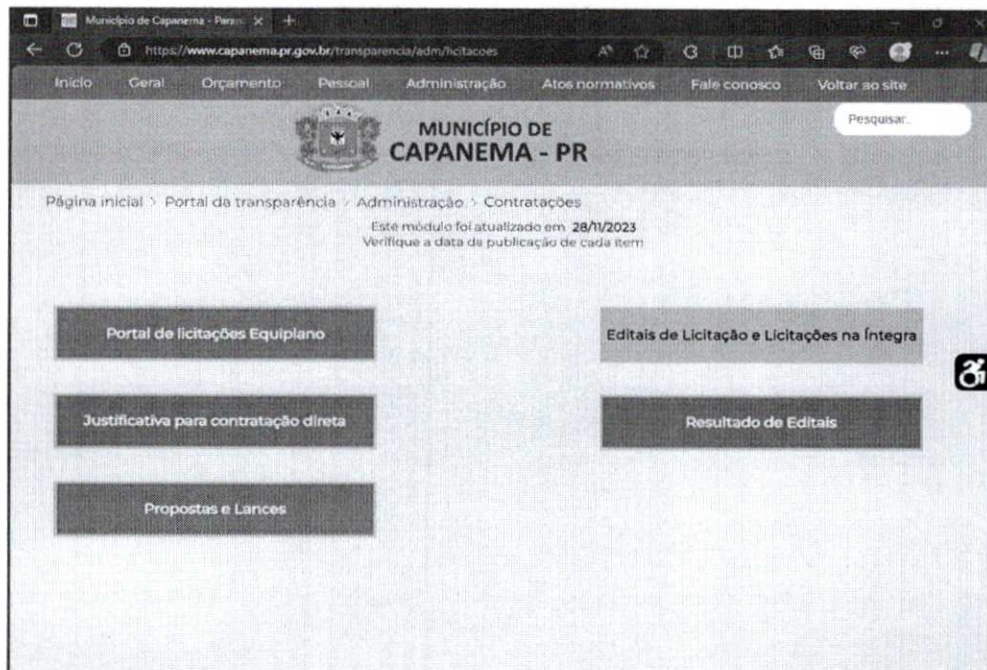 Município de Capanema - Paran
https://www.capanema.pr.gov.br/transparencia/adm/licitacoes
Início Geral Orçamento Pessoal Administração Atos normativos Fale conosco Voltar ao site
Pesquisar..
MUNICÍPIO DE
CAPANEMA - PR
Página inicial > Portal da transparência > Administração > Contratações
Este módulo foi atualizado em 28/11/2023
Verifique a data da publicação de cada item
Portal de licitações Equiplano
Editais de Licitação e Licitações na Íntegra
Justificativa para contratação direta
Resultado de Editais
Propostas e Lances